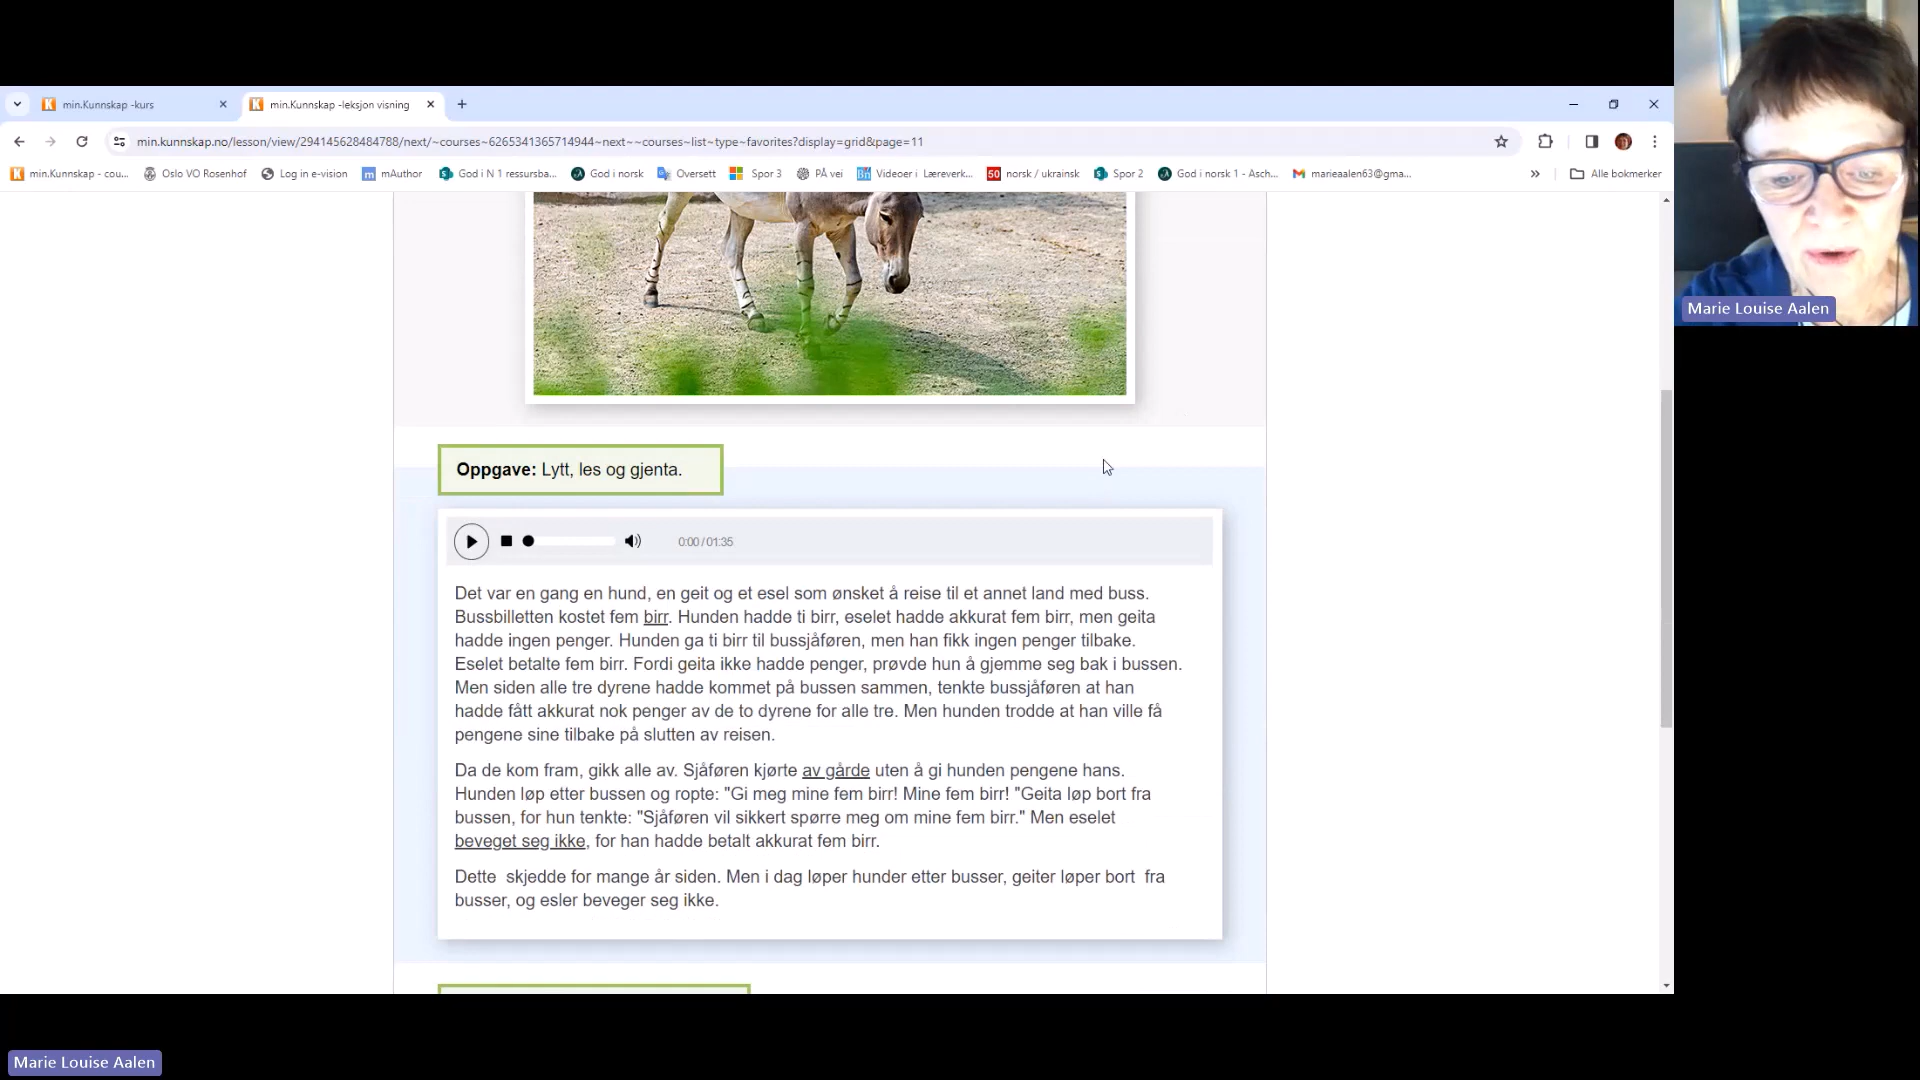 min.Kunnskap -kurs
min.Kunnskap -leksjon visning
min.kunnskap.no/lesson/view/294145628484788/next/~courses~6265341365714944~next~~courses~list~type~favorites?display=grid&page=11
min.Kunnskap - cou...
Oslo VO Rosenhof
Log in e-vision
mAuthor
God i N 1 ressursba...
God i norsk
Oversett
Spor 3
PÅ vei
Videoer i Læreverk...
norsk / ukrainsk
Spor 2
God i norsk 1 - Asch...
marieaalen63@gma...
Alle bokmerker
Marie Louise Aalen
Oppgave: Lytt, les og gjenta.
0:00 / 01:35
Det var en gang en hund, en geit og et esel som ønsket å reise til et annet land med buss.
Bussbilletten kostet fem birr. Hunden hadde ti birr, eselet hadde akkurat fem birr, men geita
hadde ingen penger. Hunden ga ti birr til bussjåføren, men han fikk ingen penger tilbake.
Eselet betalte fem birr. Fordi geita ikke hadde penger, prøvde hun å gjemme seg bak i bussen.
Men siden alle tre dyrene hadde kommet på bussen sammen, tenkte bussjåføren at han
hadde fått akkurat nok penger av de to dyrene for alle tre. Men hunden trodde at han ville få
pengene sine tilbake på slutten av reisen.
Da de kom fram, gikk alle av. Sjåføren kjørte av gårde uten å gi hunden pengene hans.
Hunden løp etter bussen og ropte: "Gi meg mine fem birr! Mine fem birr! "Geita løp bort fra
bussen, for hun tenkte: "Sjåføren vil sikkert spørre meg om mine fem birr." Men eselet
beveget seg ikke, for han hadde betalt akkurat fem birr.
Dette skjedde for mange år siden. Men i dag løper hunder etter busser, geiter løper bort fra
busser, og esler beveger seg ikke.
Marie Louise Aalen